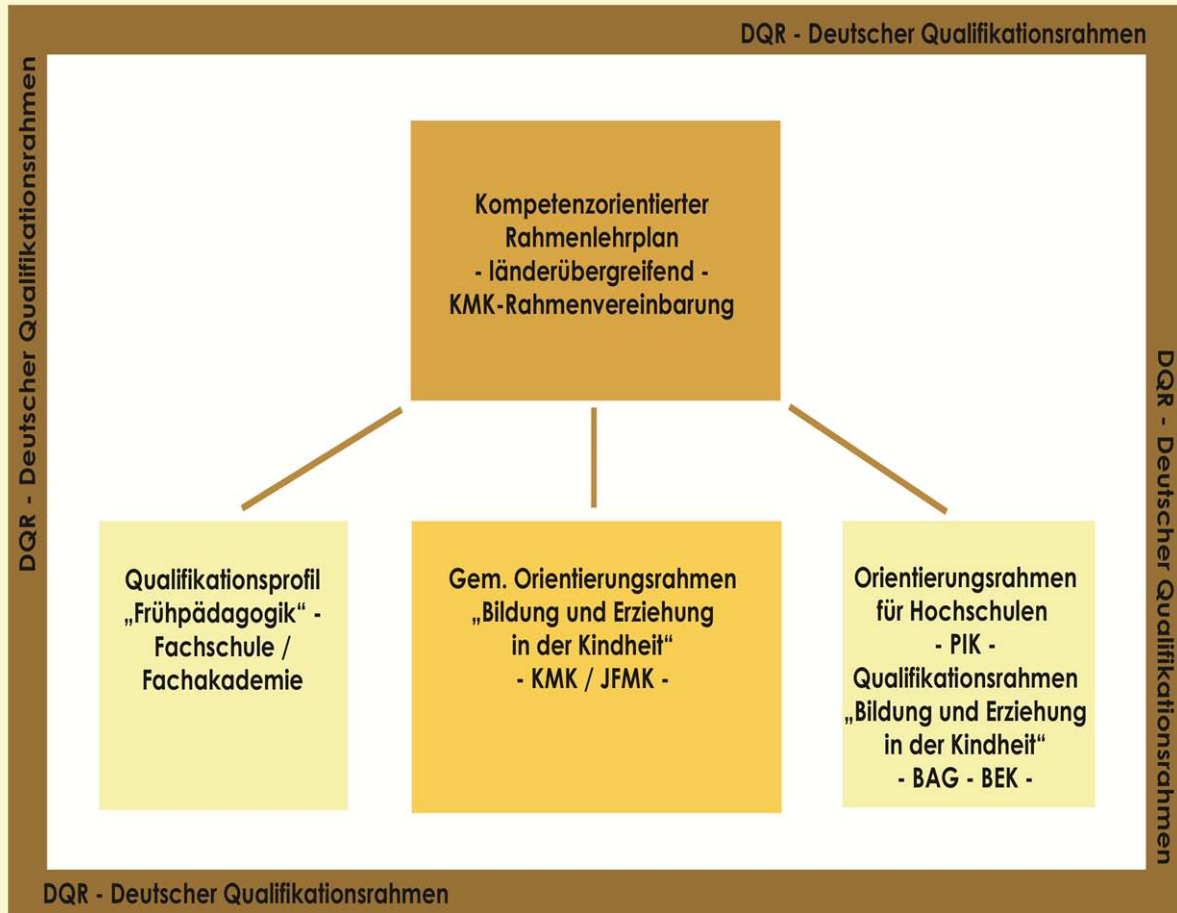 DQR - Deutscher Qualifikationsrahmen
DQR - Deutscher Qualifikationsrahmen
Kompetenzorientierter
Rahmenlehrplan
- länderübergreifend -
KMK-Rahmenvereinbarung
Qualifikationsprofil
„Frühpädagogik“ -
Fachschule /
Fachakademie
Gem. Orientierungsrahmen
„Bildung und Erziehung
in der Kindheit“
- KMK / JFMK -
Orientierungsrahmen
für Hochschulen
- PIK -
Qualifikationsrahmen
„Bildung und Erziehung
in der Kindheit“
- BAG - BEK -
DQR - Deutscher Qualifikationsrahmen
DQR - Deutscher Qualifikationsrahmen